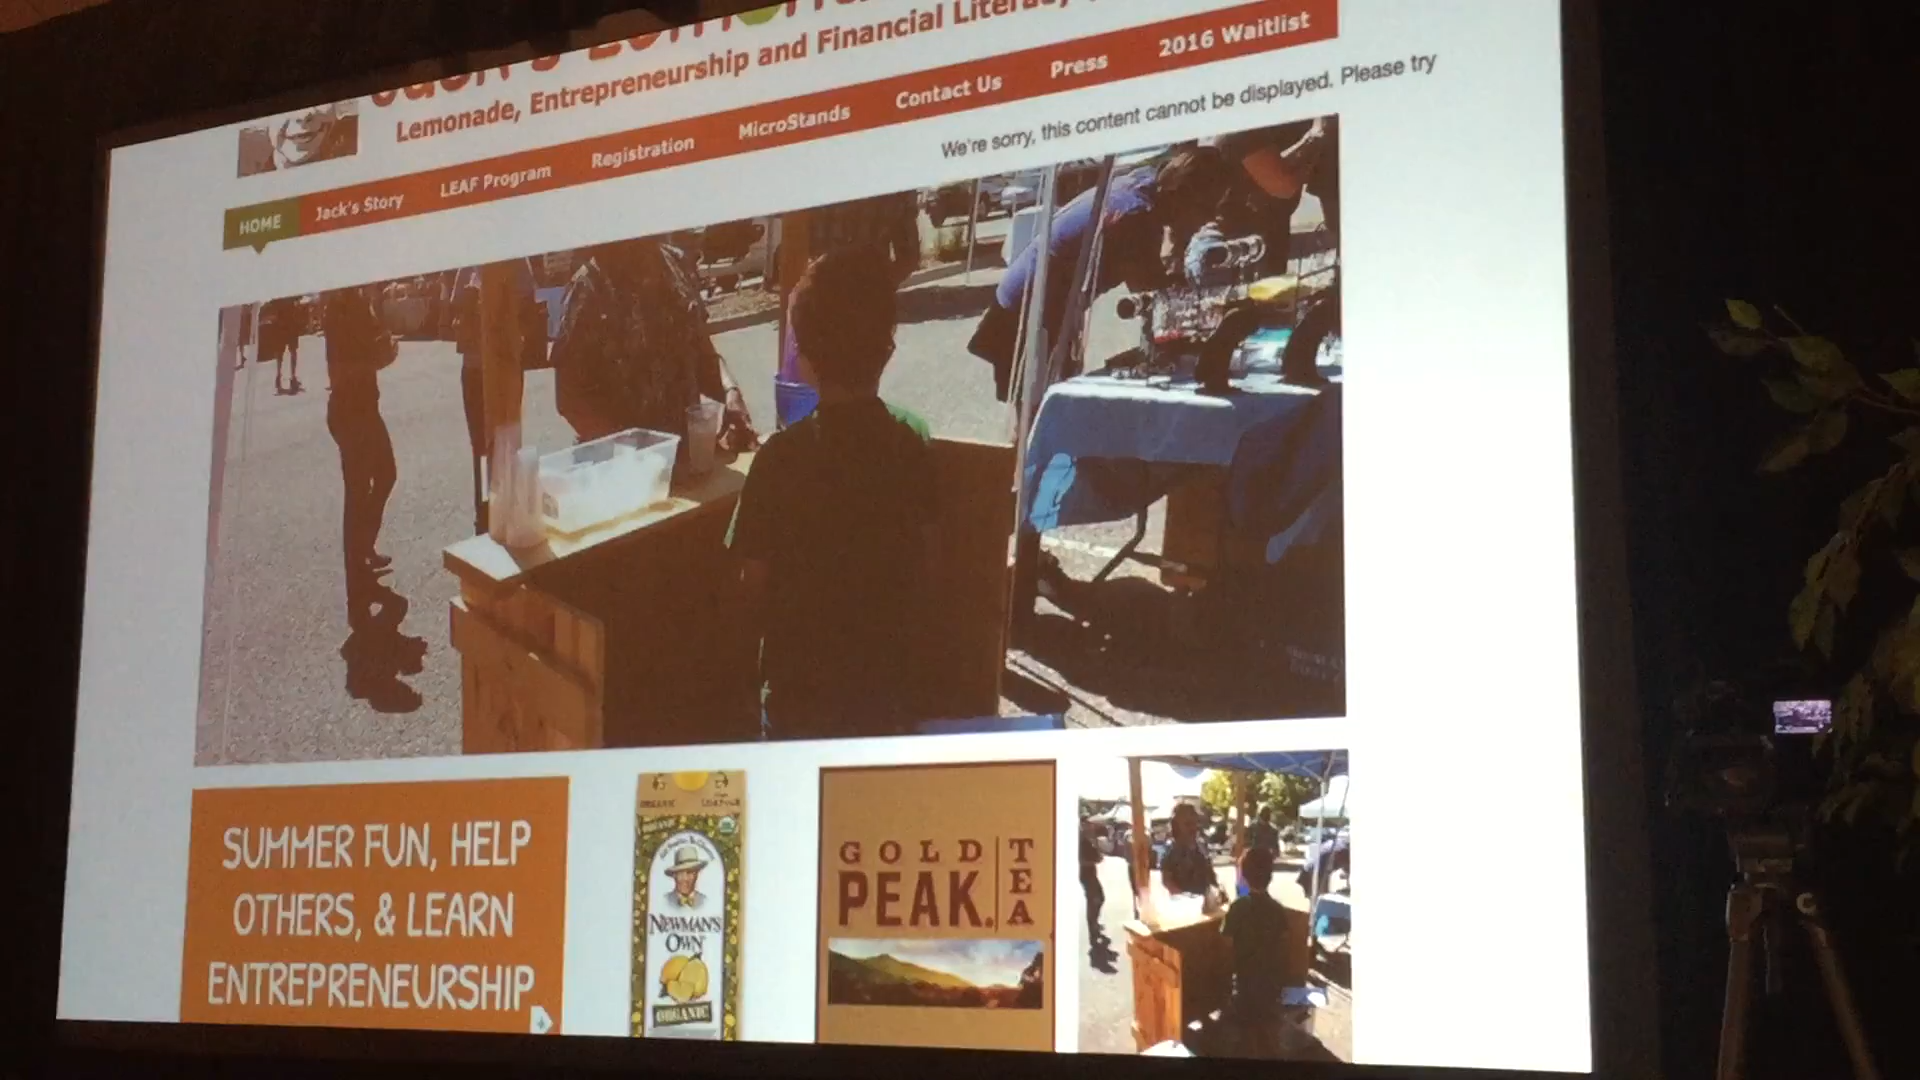 Lemonade, Entrepreneurship and Financial Literacy
HOME
Jack's Story
LEAF Program
Registration
MicroStands
Contact Us
Press
2016 Waitlist
We're sorry, this content cannot be displayed. Please try
SUMMER FUN, HELP
OTHERS, & LEARN
ENTREPRENEURSHIP
ORGANIC
NEWMAN'S
OWN
ORGANIC
GOLD
PEAK.
TEA